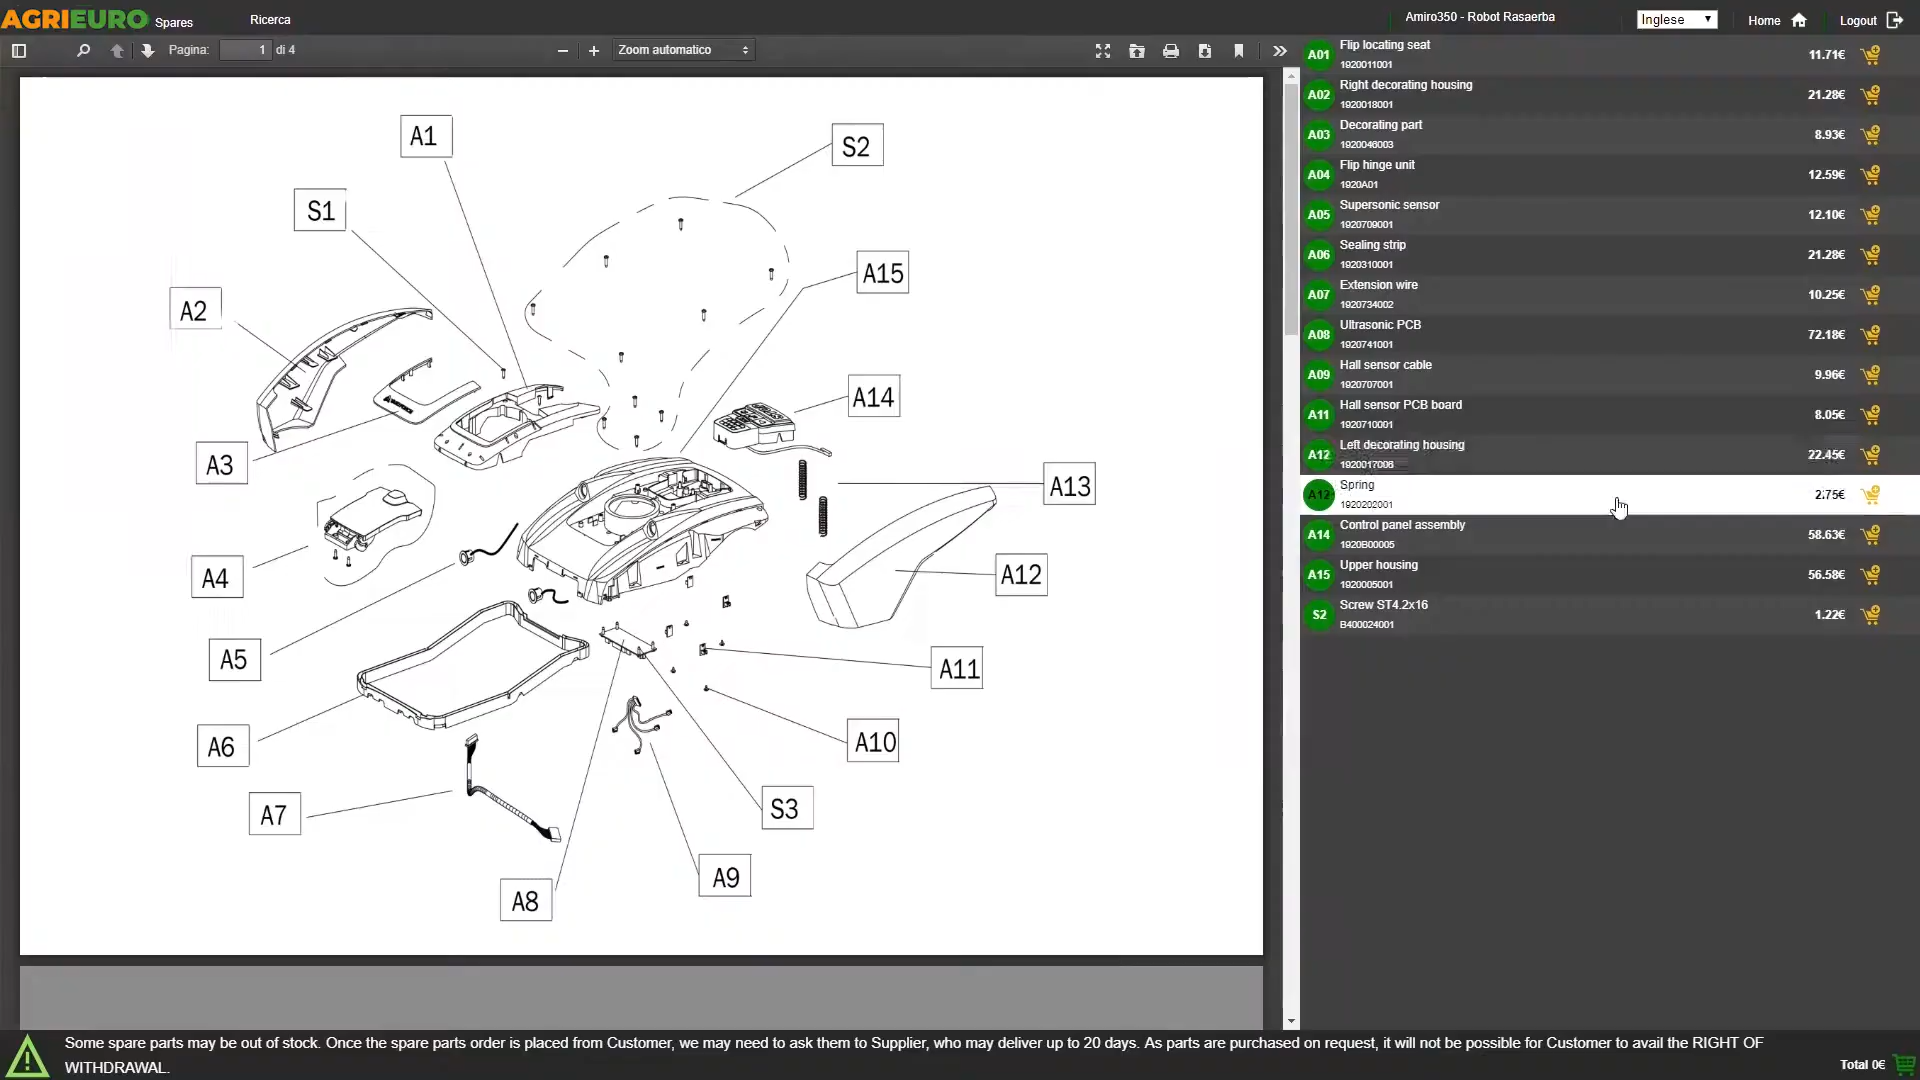 AGRIEURO Spares
Ricerca
Amiro350 - Robot Rasaerba
Inglese
Home
Logout
Pagina:
1
di 4
Zoom automatico
A1
S2
S1
A15
A2
A14
A3
A13
A4
A12
A5
A11
A6
A10
A7
S3
A9
A8
A01
Flip locating seat
1920011001
11.71€
A02
Right decorating housing
1920018001
21.28€
A03
Decorating part
1920046003
8.93€
A04
Flip hinge unit
1920A01
12.59€
A05
Supersonic sensor
1920709001
12.10€
A06
Sealing strip
1920310001
21.28€
A07
Extension wire
1920734002
10.25€
A08
Ultrasonic PCB
1920741001
72.18€
A09
Hall sensor cable
1920707001
9.96€
A11
Hall sensor PCB board
1920710001
8.05€
A12
Left decorating housing
1920017006
22.45€
Spring
1920202001
2.75€
A14
Control panel assembly
1920B00005
58.63€
A15
Upper housing
1920005001
56.58€
S2
Screw ST4.2x16
B400024001
1.22€
Some spare parts may be out of stock. Once the spare parts order is placed from Customer, we may need to ask them to Supplier, who may deliver up to 20 days. As parts are purchased on request, it will not be possible for Customer to avail the RIGHT OF
WITHDRAWAL.
Total 0€